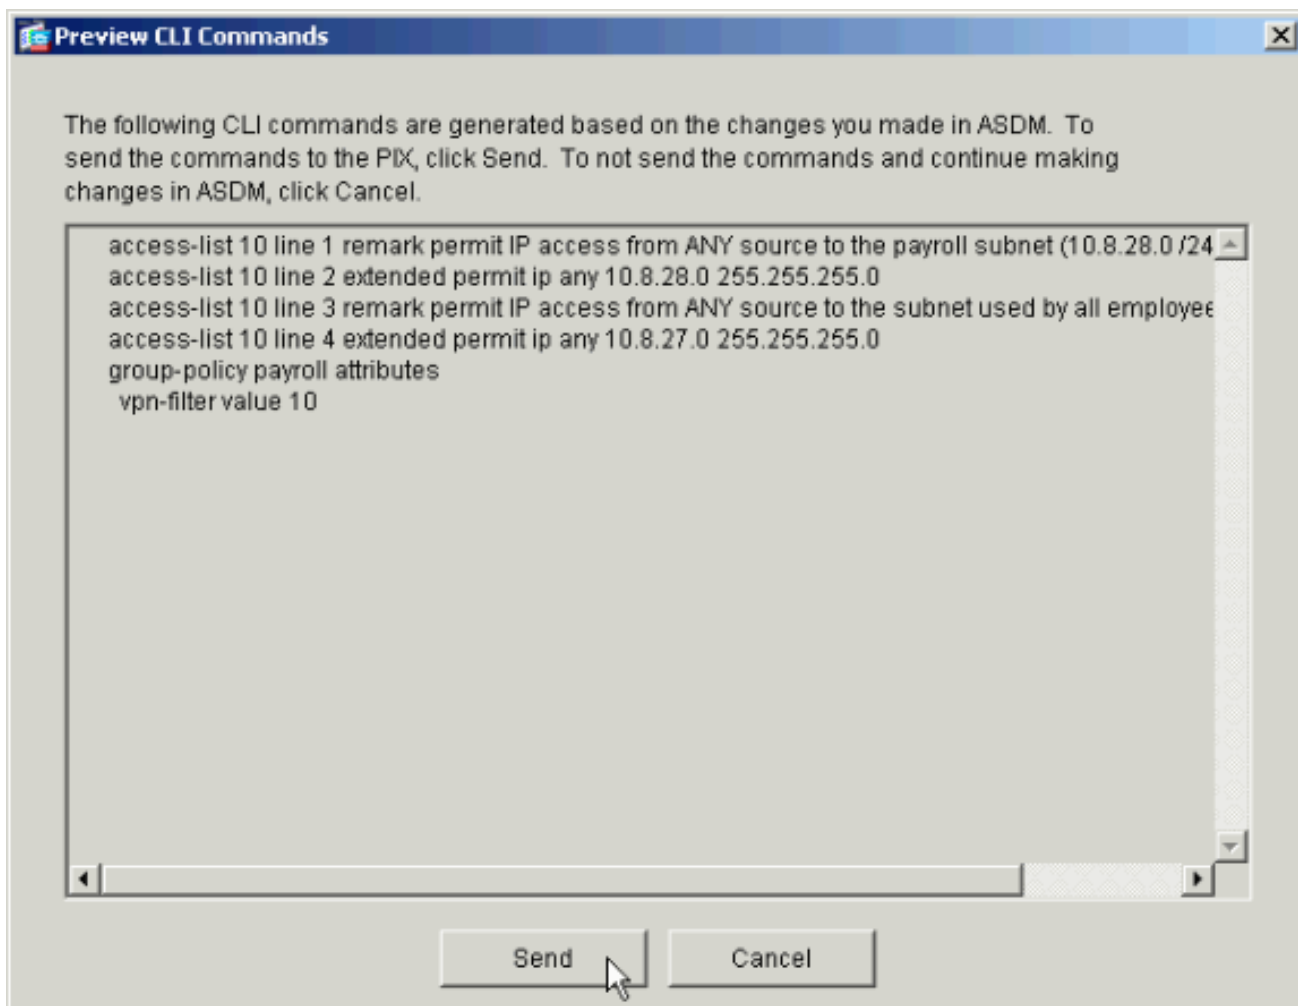 Preview CLI Commands
The following CLI commands are generated based on the changes you made in ASDM. To
send the commands to the PIX, click Send. To not send the commands and continue making
changes in ASDM, click Cancel.
access-list 10 line 1 remark permit IP access from ANY source to the payroll subnet (10.8.28.0 /24
access-list 10 line 2 extended permit ip any 10.8.28.0 255.255.255.0
access-list 10 line 3 remark permit IP access from ANY source to the subnet used by all employee
access-list 10 line 4 extended permit ip any 10.8.27.0 255.255.255.0
group-policy payroll attributes
vpn-filter value 10
Send Cancel